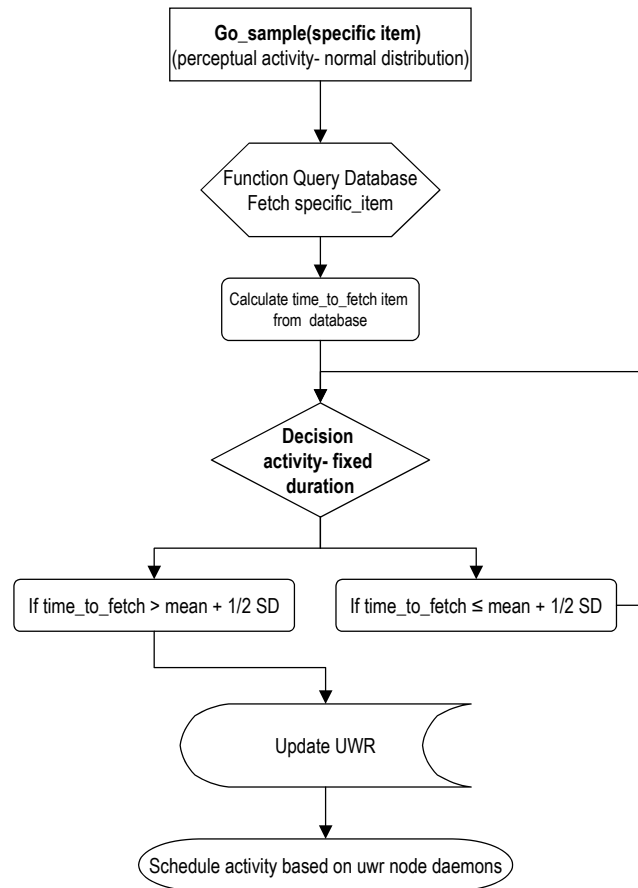 Go_sample(specific item)
(perceptual activity- normal distribution)
Function Query Database
Fetch specific_item
Calculate time_to_fetch item
from database
Decision
activity- fixed
duration
If time_to_fetch > mean + 1/2 SD
If time_to_fetch ≤ mean + 1/2 SD
Update UWR
Schedule activity based on uwr node daemons